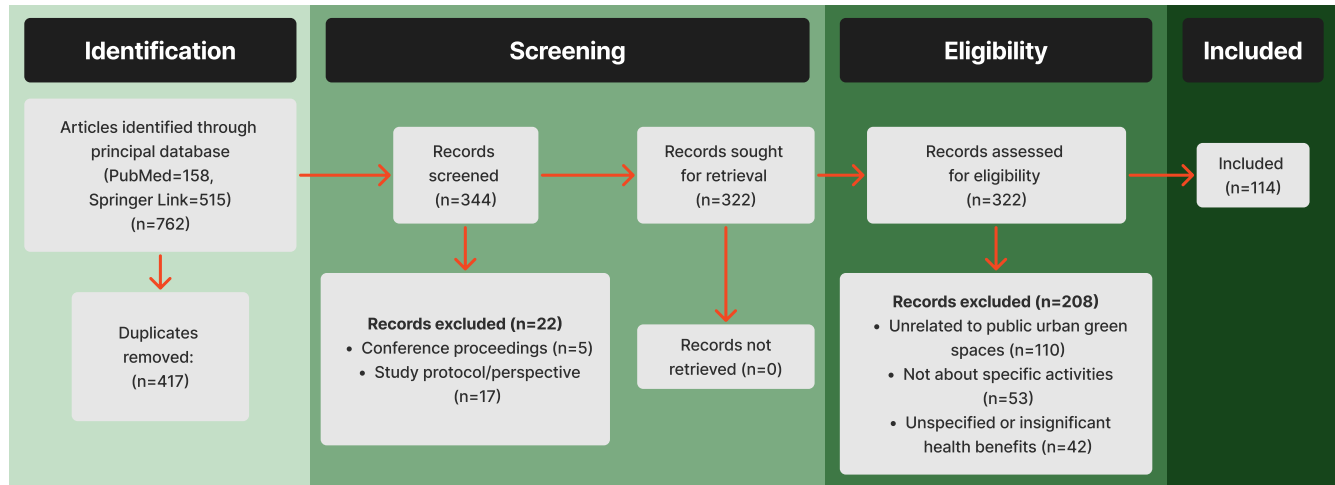 Identification
Screening
Eligibility
Included
Articles identified through
principal database
(PubMed=158,
Springer Link=515)
(n=762)
Duplicates
removed:
(n=417)
Records
screened
(n=344)
Records excluded (n=22)
• Conference proceedings (n=5)
• Study protocol/perspective
(n=17)
Records sought
for retrieval
(n=322)
Records not
retrieved (n=0)
Records assessed
for eligibility
(n=322)
Records excluded (n=208)
• Unrelated to public urban green
spaces (n=110)
• Not about specific activities
(n=53)
• Unspecified or insignificant
health benefits (n=42)
Included
(n=114)